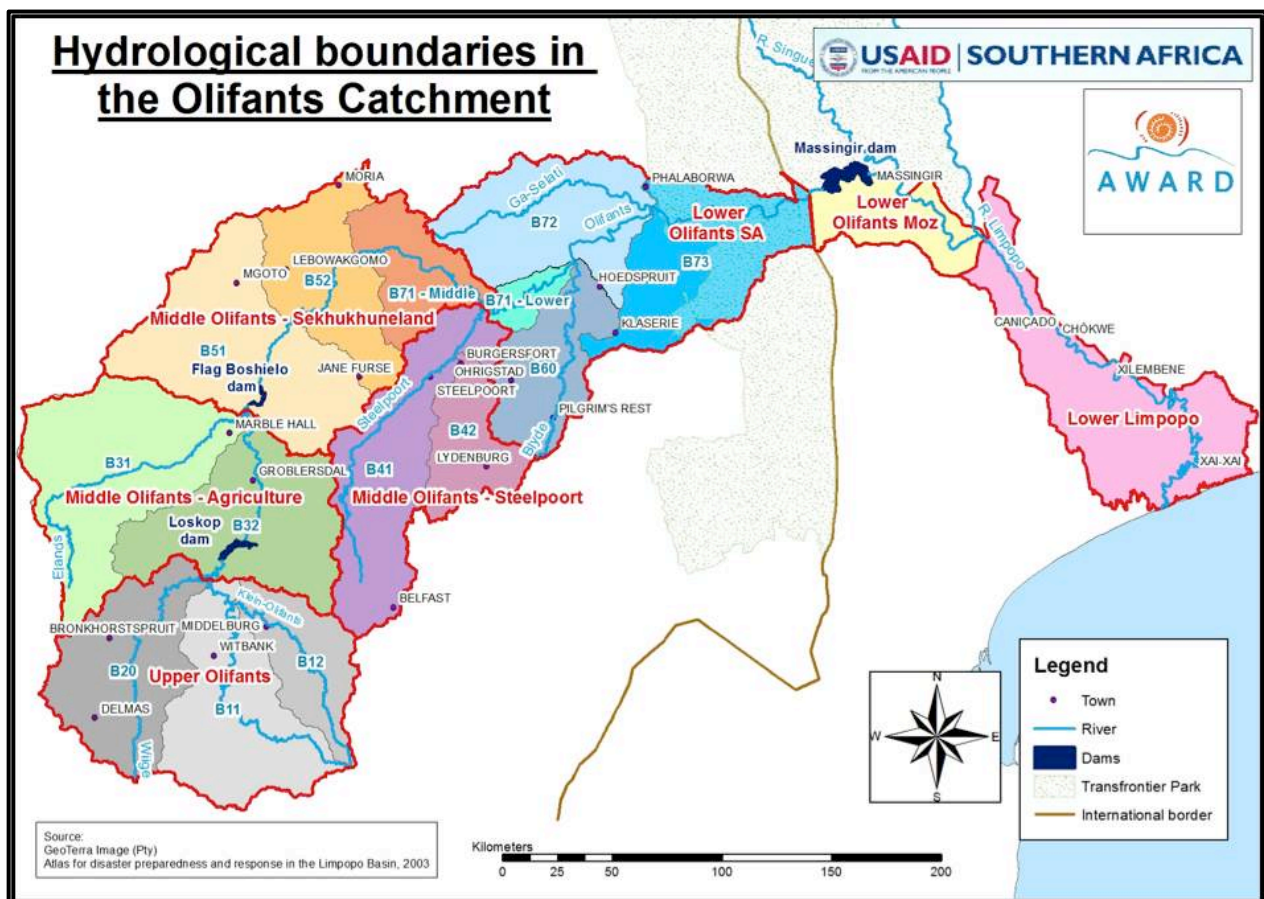 Hydrological boundaries in
the Olifants Catchment
USAID
FROM THE AMERICAN PEOPLE
SOUTHERN AFRICA
AWARD
R. Singue
Massingir dam
MASSINGIR
MORIA
PHALABORWA
Ga-Selati
Olifants
B72
Lower
Olifants SA
B73
Lower
Olifants Moz
R. Limpopo
LEBOWAKGOMO
MGOTO
B52
B71 - Middle
B71 - Lower
HOEDSPRUIT
Middle Olifants - Sekhukhuneland
KLASERIE
CANIÇADO
CHÓKWE
B51
Flag Boshielo
dam
JANE FURSE
BURGERSFORT
OHRIGSTAD
B60
STEELPOORT
Steelpoort
XILEMBENE
PILGRIM'S REST
Blyde
Lower Limpopo
MARBLE HALL
B42
LYDENBURG
B31
B41
XAI-XAI
GROBLERSDAL
Middle Olifants - Agriculture
Middle Olifants - Steelpoort
Loskop
dam
B32
Elands
Klein-Olifants
BELFAST
BRONKHORSTSPRUIT
MIDDELBURG
WITBANK
B12
B20
Upper Olifants
B11
DELMAS
Wilge
N
W
E
S
Legend
Town
River
Dams
Transfrontier Park
International border
Source:
GeoTerra Image (Pty)
Atlas for disaster preparedness and response in the Limpopo Basin, 2003
Kilometers
0 25 50 100 150 200